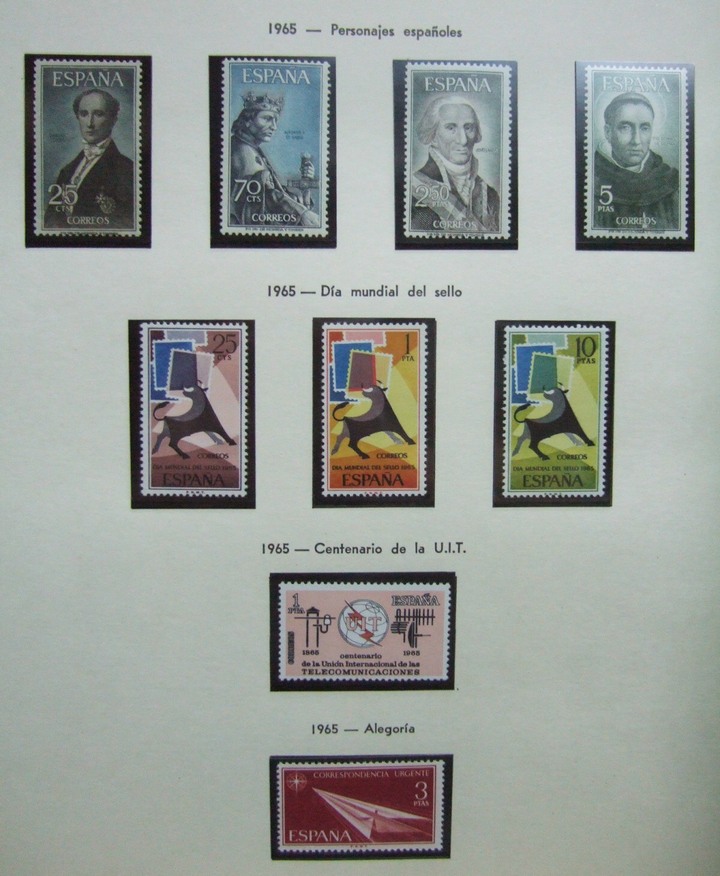 1965 — Personajes españoles
ESPAÑA
25
CTS
CORREOS
ESPAÑA
70
CTS
CORREOS
ESPAÑA
2'50
PTAS
CORREOS
ESPAÑA
5
PTAS
CORREOS
1965 — Día mundial del sello
25
CTS
CORREOS
DIA MUNDIAL DEL SELLO 1965
ESPAÑA
1
PTA
CORREOS
DIA MUNDIAL DEL SELLO 1965
ESPAÑA
10
PTAS
CORREOS
DIA MUNDIAL DEL SELLO 1965
ESPAÑA
1965 — Centenario de la U.I.T.
1
PTA
ESPAÑA
UIT
CORREOS
1865 1965
centenario
de la Unión Internacional de las
TELECOMUNICACIONES
1965 — Alegoría
CORRESPONDENCIA URGENTE
3
PTAS
ESPAÑA